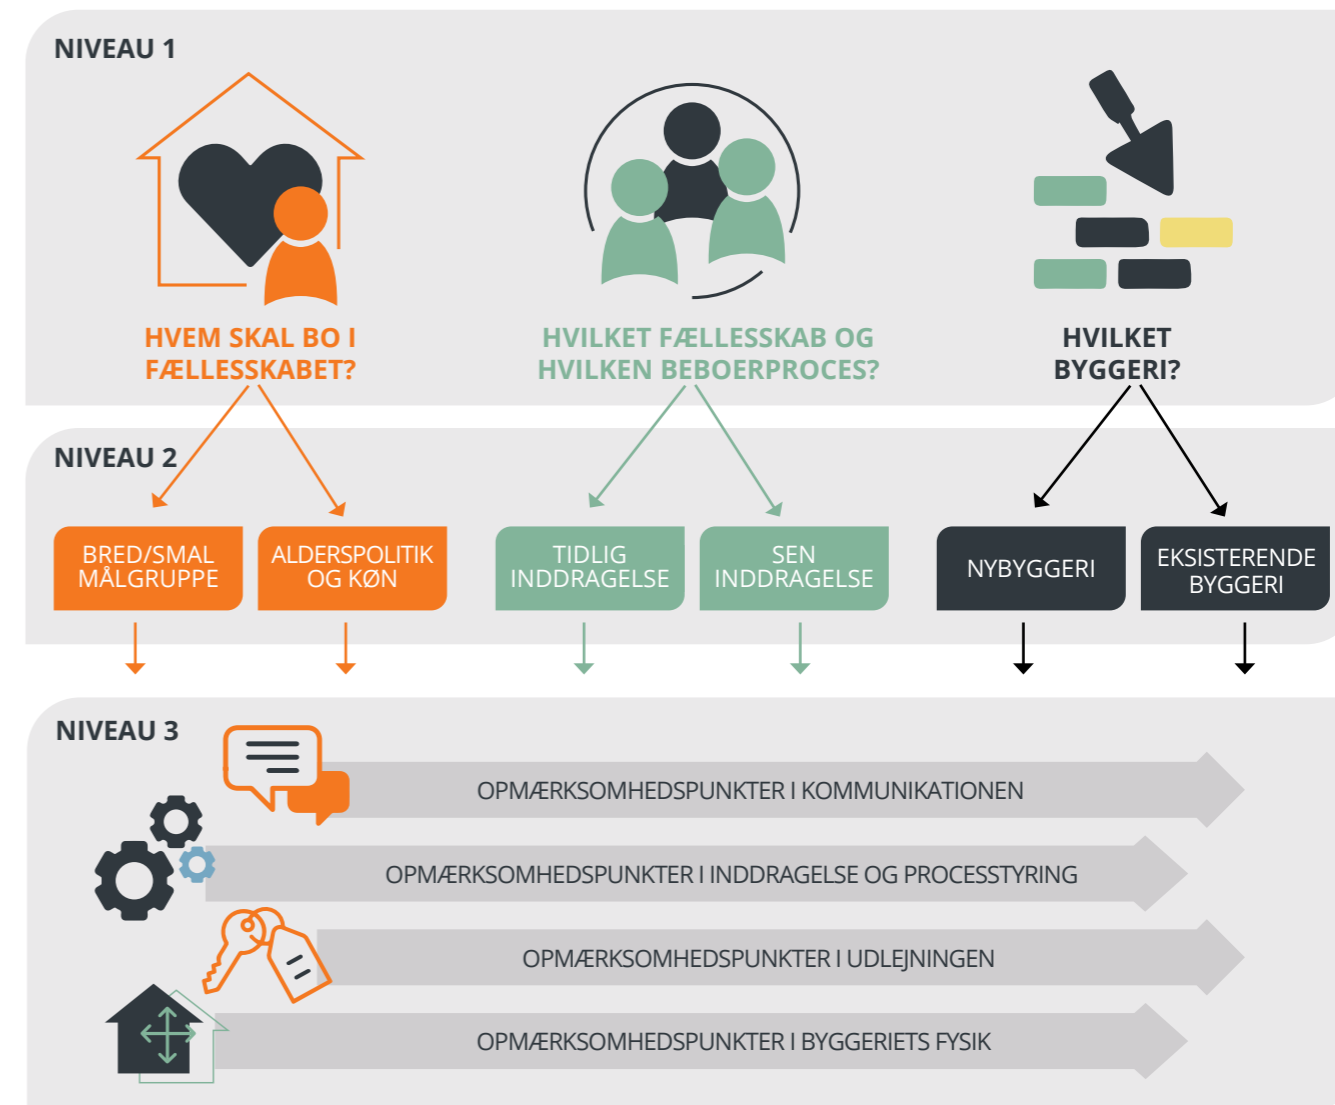 NIVEAU 1
HVEM SKAL BO I
FÆLLESSKABET?
HVILKET FÆLLESSKAB OG
HVILKEN BEBOERPROCES?
HVILKET
BYGGERI?
NIVEAU 2
BRED/SMAL
MÅLGRUPPE
ALDERSPOLITIK
OG KØN
TIDLIG
INDDRAGELSE
SEN
INDDRAGELSE
NYBYGGERI
EKSISTERENDE
BYGGERI
NIVEAU 3
OPMÆRKSOMHEDSPUNKTER I KOMMUNIKATIONEN
OPMÆRKSOMHEDSPUNKTER I INDDRAGELSE OG PROCESSTYRING
OPMÆRKSOMHEDSPUNKTER I UDLEJNINGEN
OPMÆRKSOMHEDSPUNKTER I BYGGERIETS FYSIK